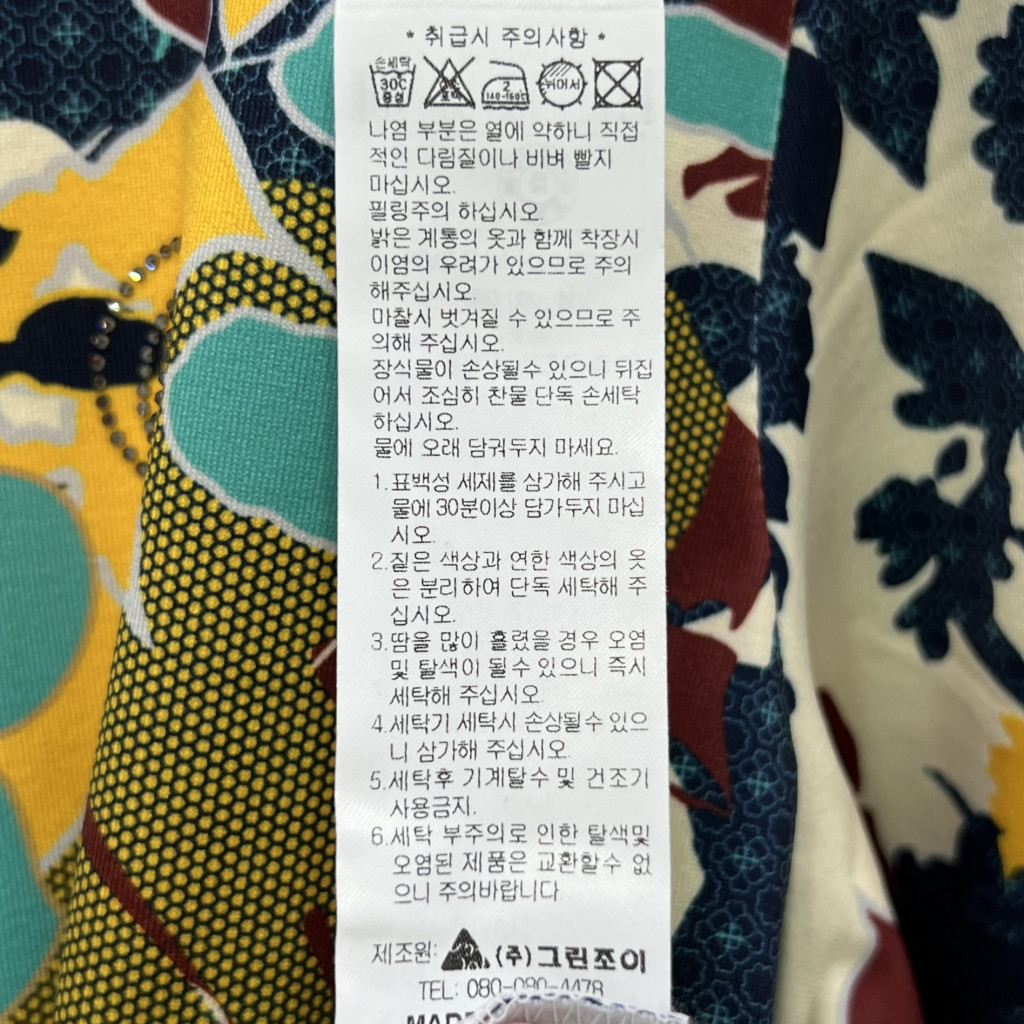 * 취급시 주의사항 *
손세탁
30℃
중성
염소
표백
2
140-160℃
뉘어서
나염 부분은 열에 약하니 직접
적인 다림질이나 비벼 빨지
마십시오.
필링주의 하십시오.
밝은 계통의 옷과 함께 착장시
이염의 우려가 있으므로 주의
해주십시오.
마찰시 벗겨질 수 있으므로 주
의해 주십시오.
장식물이 손상될수 있으니 뒤집
어서 조심히 찬물 단독 손세탁
하십시오.
물에 오래 담궈두지 마세요.
1.표백성 세제를 삼가해 주시고
물에 30분이상 담가두지 마십
시오.
2.짙은 색상과 연한 색상의 옷
은 분리하여 단독 세탁해 주
십시오.
3.땀을 많이 흘렸을 경우 오염
및 탈색이 될수 있으니 즉시
세탁해 주십시오.
4.세탁기 세탁시 손상될수 있으
니 삼가해 주십시오.
5.세탁후 기계탈수 및 건조기
사용금지.
6.세탁 부주의로 인한 탈색및
오염된 제품은 교환할수 없
으니 주의바랍니다.
제조원: (주)그린조이
TEL: 080-080-4478